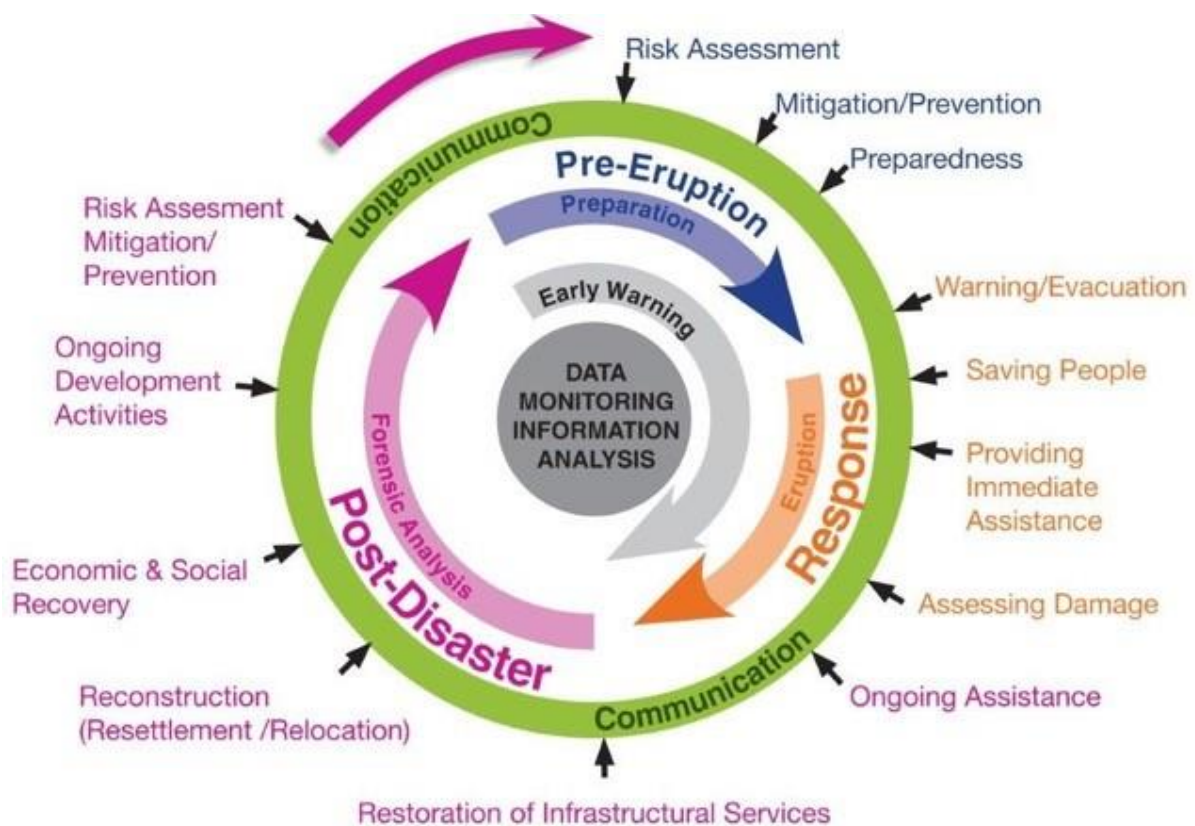 Risk Assessment
Mitigation/Prevention
Preparedness
Warning/Evacuation
Saving People
Providing
Immediate
Assistance
Assessing Damage
Ongoing Assistance
Restoration of Infrastructural Services
Reconstruction
(Resettlement /Relocation)
Economic & Social
Recovery
Ongoing
Development
Activities
Risk Assesment
Mitigation/
Prevention
Communication
Communication
Pre-Eruption
Preparation
Response
Eruption
Post-Disaster
Forensic Analysis
Early Warning
DATA
MONITORING
INFORMATION
ANALYSIS